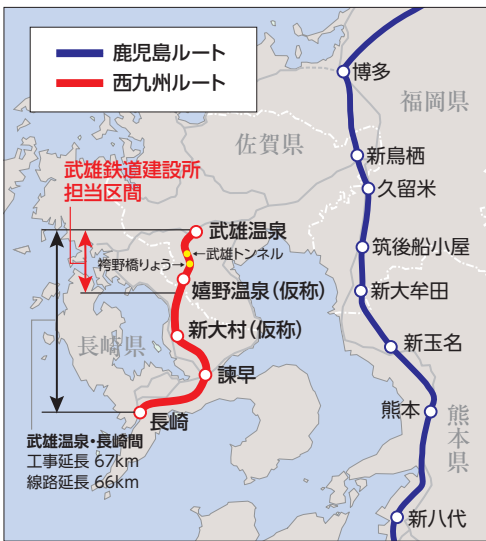 鹿児島ルート
西九州ルート
博多
福岡県
佐賀県
新鳥栖
武雄鉄道建設所
担当区間
久留米
武雄温泉
武雄トンネル
筑後船小屋
袴野橋りょう
嬉野温泉(仮称)
新大牟田
新大村(仮称)
長崎県
新玉名
諫早
長崎
熊本
熊本県
武雄温泉・長崎間
工事延長 67km
線路延長 66km
新八代